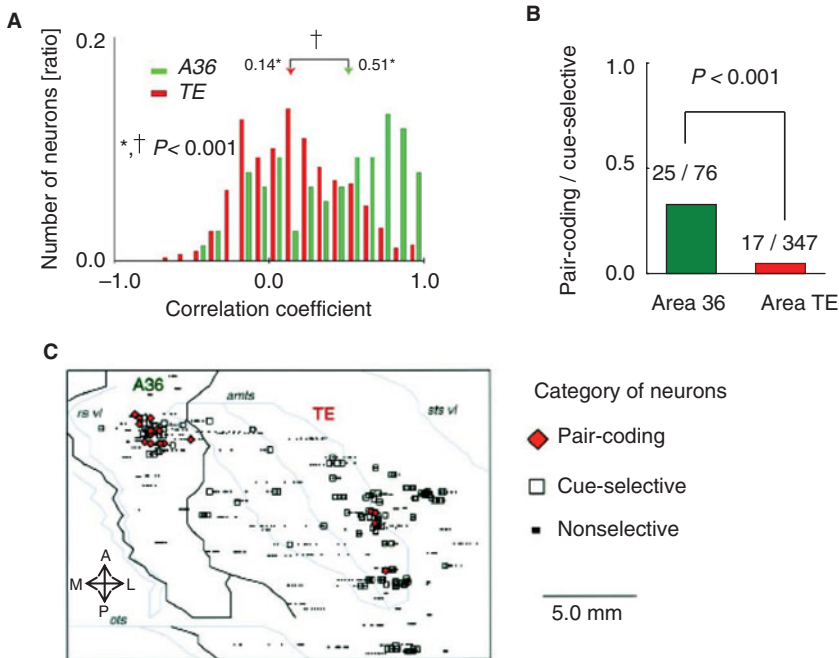 A
0.2
Number of neurons [ratio]
0.0
A36
TE
†
0.14*
0.51*
*,† P < 0.001
–1.0
0.0
1.0
Correlation coefficient
B
Pair-coding / cue-selective
1.0
0.5
0.0
P < 0.001
25 / 76
17 / 347
Area 36
Area TE
C
A36
rs vl
amts
TE
sts vl
A
M
L
P
ots
Category of neurons
Pair-coding
Cue-selective
Nonselective
5.0 mm